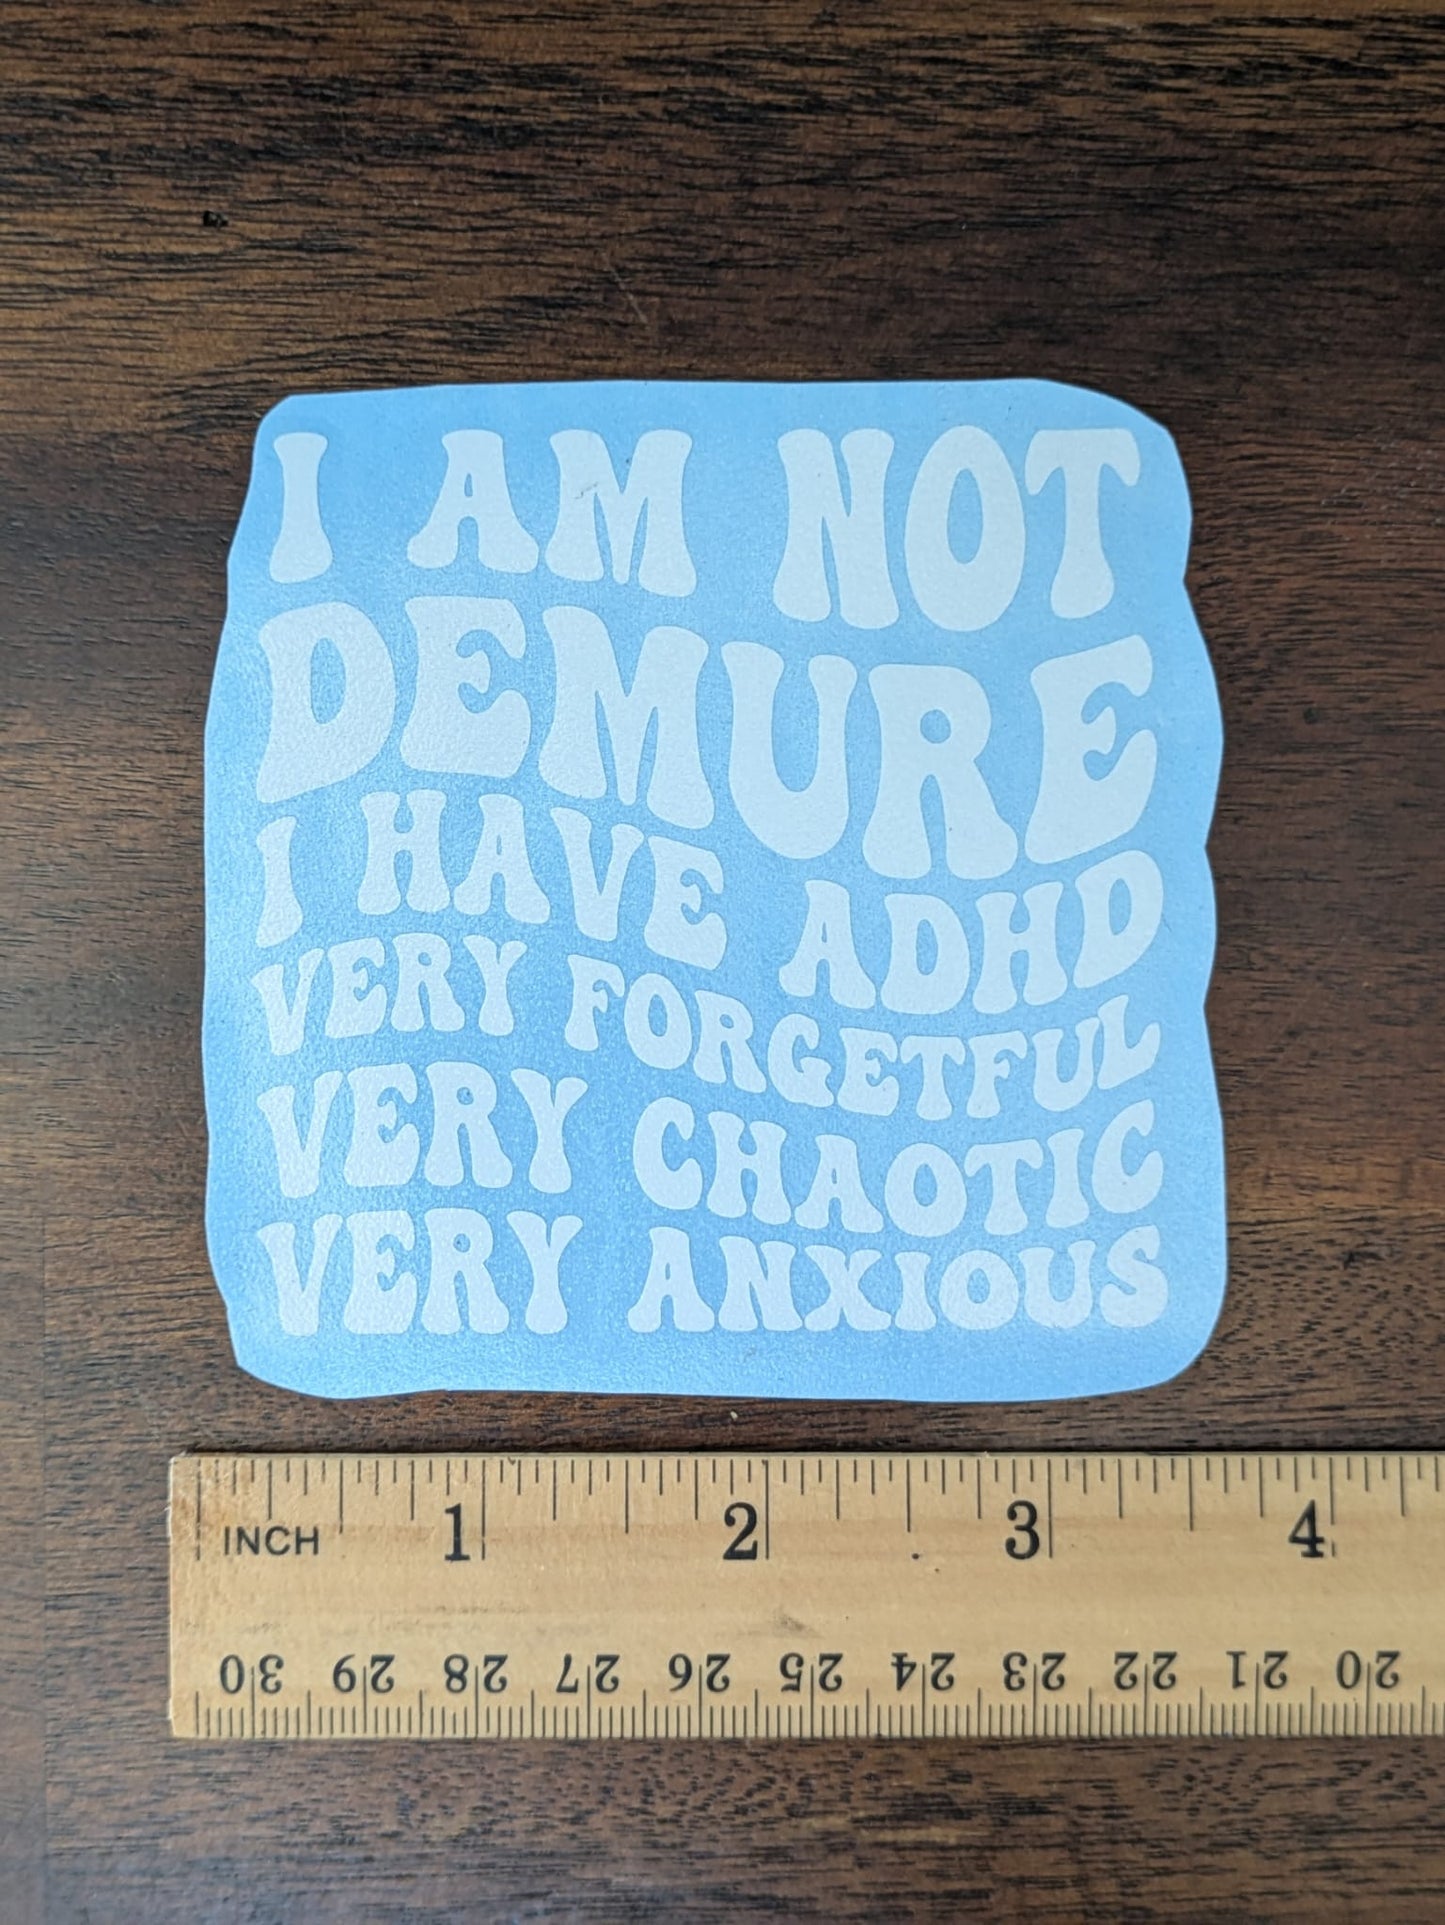 I AM NOT
DEMURE
I HAVE ADHD
VERY FORGETFUL
VERY CHAOTIC
VERY ANXIOUS
INCH 1 2 3 4
30 29 28 27 26 25 24 23 22 21 20